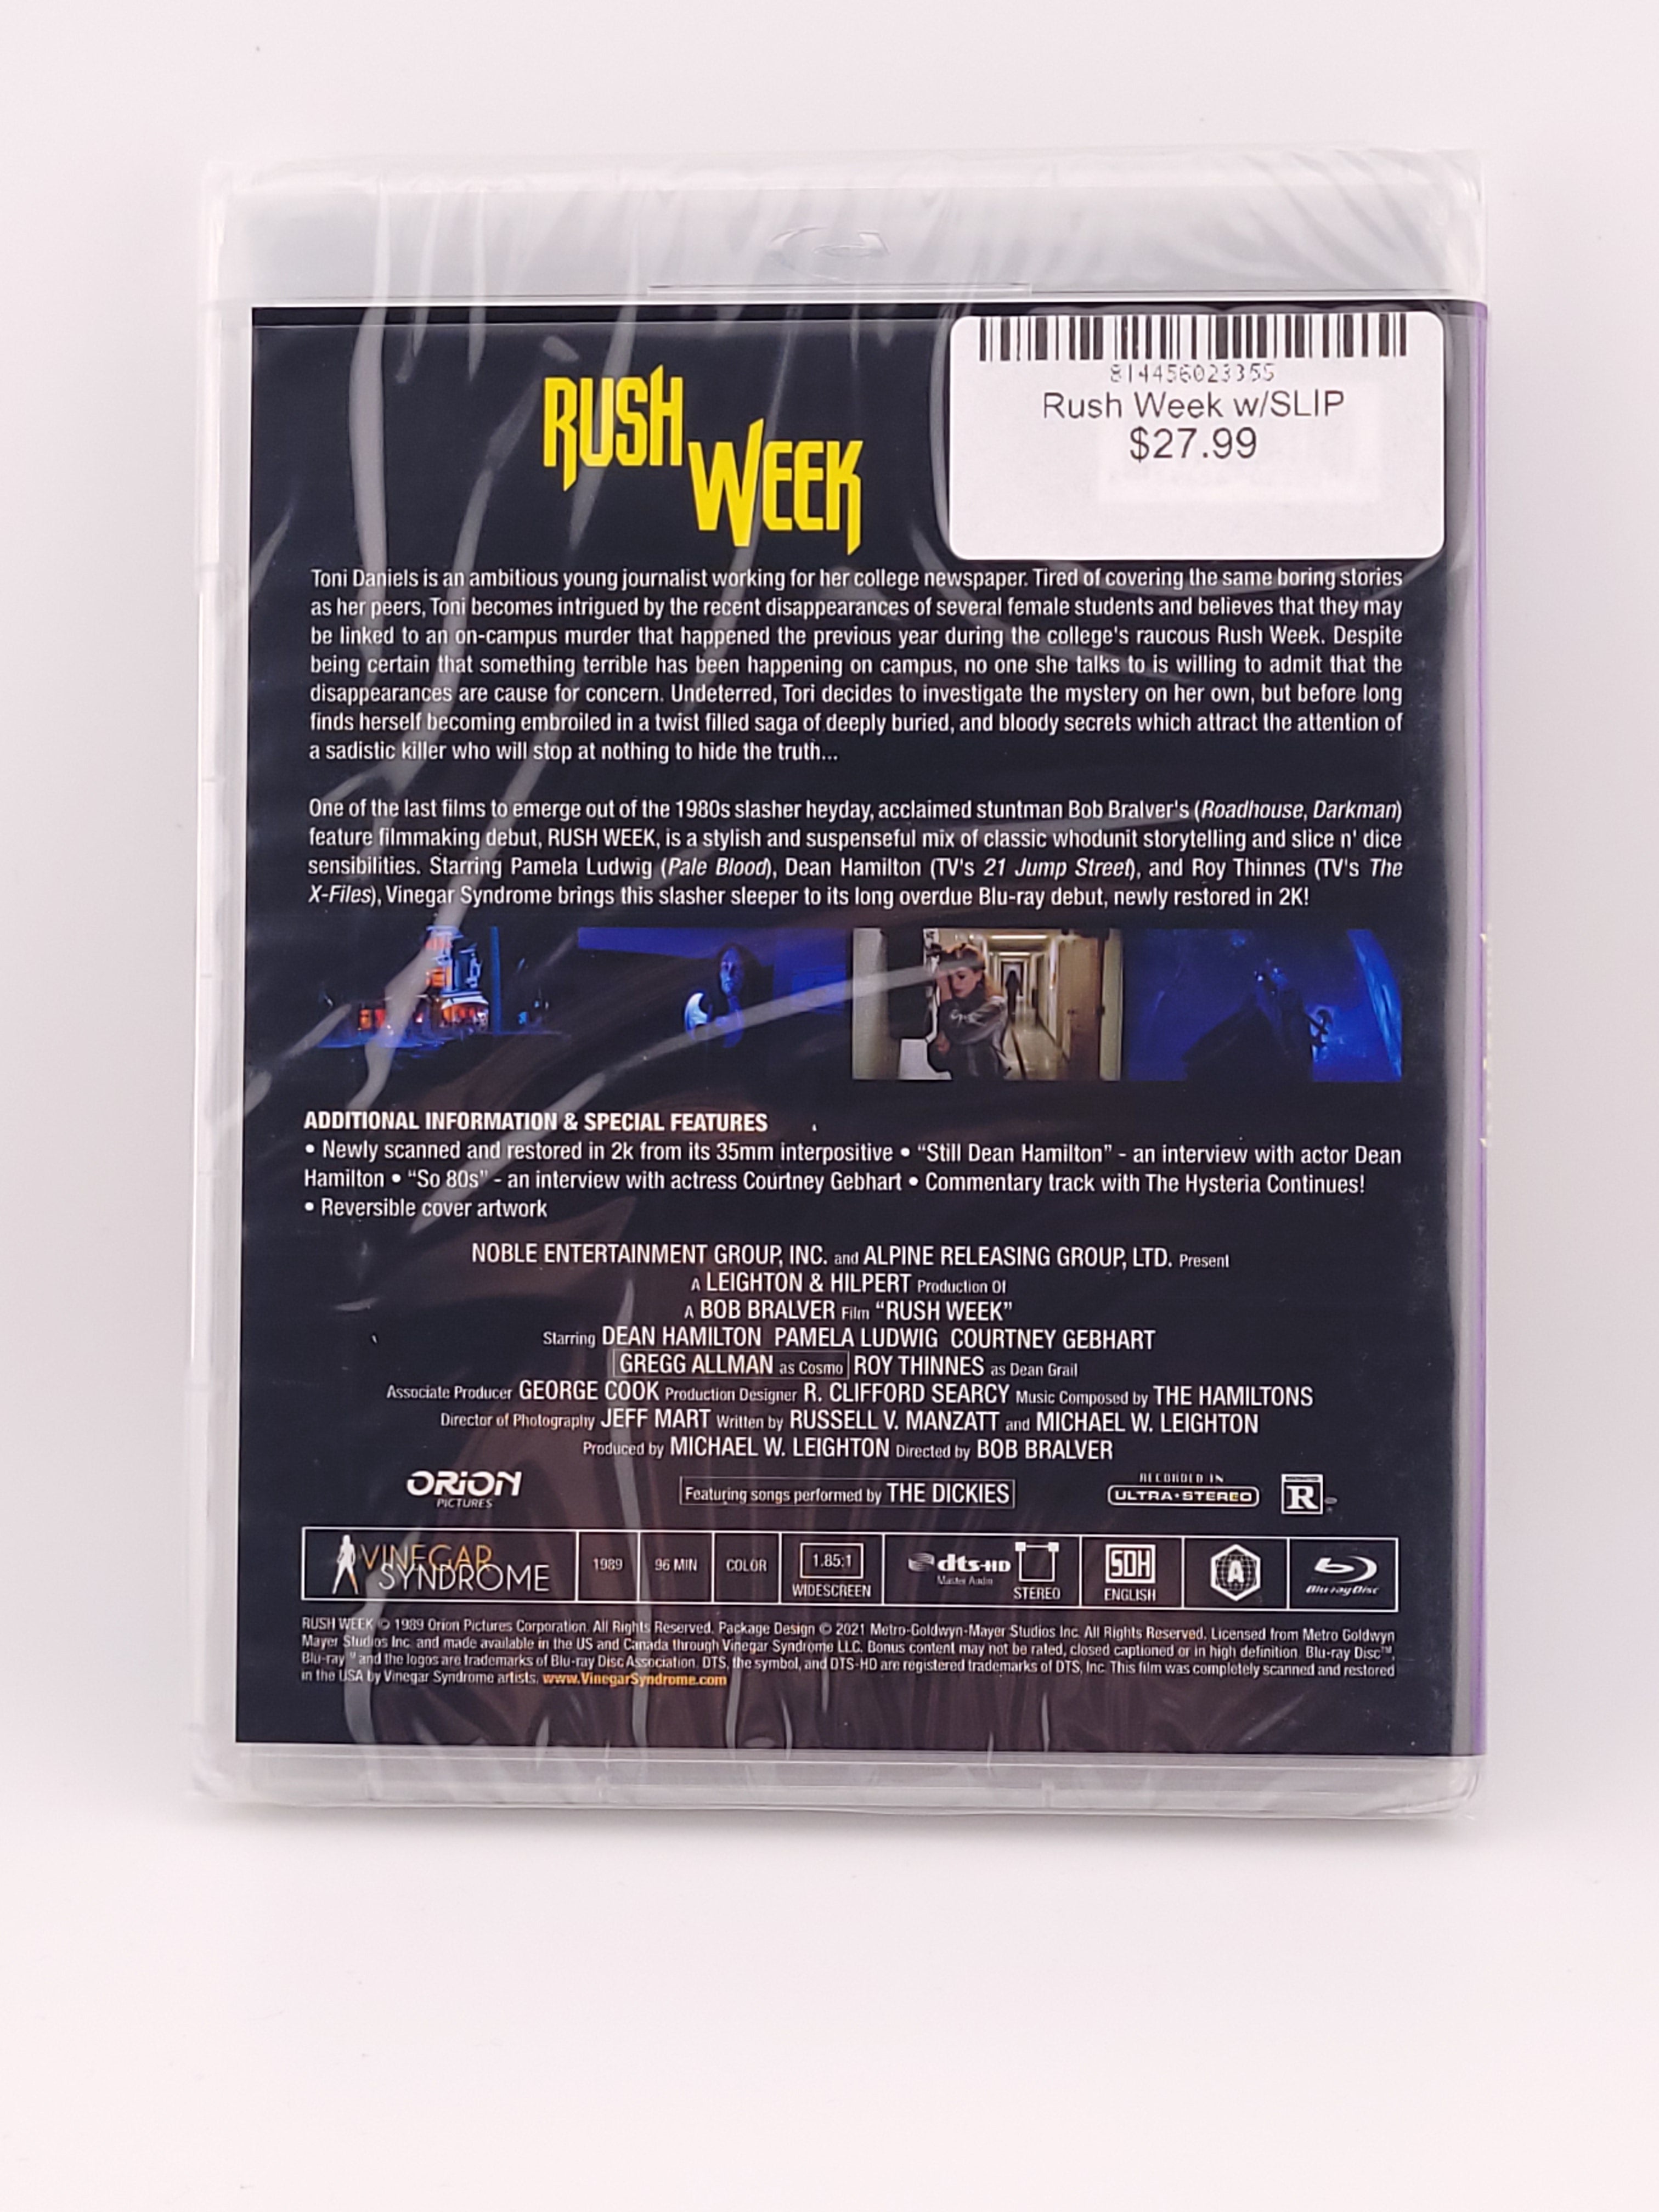 814456023355
Rush Week w/SLIP
$27.99
RUSH
WEEK
Toni Daniels is an ambitious young journalist working for her college newspaper. Tired of covering the same boring stories
as her peers, Toni becomes intrigued by the recent disappearances of several female students and believes that they may
be linked to an on-campus murder that happened the previous year during the college's raucous Rush Week. Despite
being certain that something terrible has been happening on campus, no one she talks to is willing to admit that the
disappearances are cause for concern. Undeterred, Tori decides to investigate the mystery on her own, but before long
finds herself becoming embroiled in a twist filled saga of deeply buried, and bloody secrets which attract the attention of
a sadistic killer who will stop at nothing to hide the truth...
One of the last films to emerge out of the 1980s slasher heyday, acclaimed stuntman Bob Bralver's (Roadhouse, Darkman)
feature filmmaking debut, RUSH WEEK, is a stylish and suspenseful mix of classic whodunit storytelling and slice n' dice
sensibilities. Starring Pamela Ludwig (Pale Blood), Dean Hamilton (TV's 21 Jump Street), and Roy Thinnes (TV's The
X-Files), Vinegar Syndrome brings this slasher sleeper to its long overdue Blu-ray debut, newly restored in 2K!
ADDITIONAL INFORMATION & SPECIAL FEATURES
• Newly scanned and restored in 2k from its 35mm interpositive • “Still Dean Hamilton” - an interview with actor Dean
Hamilton • “So 80s” - an interview with actress Courtney Gebhart • Commentary track with The Hysteria Continues!
• Reversible cover artwork
NOBLE ENTERTAINMENT GROUP, INC. and ALPINE RELEASING GROUP, LTD. Present
A LEIGHTON & HILPERT Production Of
A BOB BRALVER Film “RUSH WEEK”
Starring DEAN HAMILTON PAMELA LUDWIG COURTNEY GEBHART
GREGG ALLMAN as Cosmo ROY THINNES as Dean Grail
Associate Producer GEORGE COOK Production Designer R. CLIFFORD SEARCY Music Composed by THE HAMILTONS
Director of Photography JEFF MART Written by RUSSELL V. MANZATT and MICHAEL W. LEIGHTON
Produced by MICHAEL W. LEIGHTON Directed by BOB BRALVER
ORION
PICTURES
Featuring songs performed by THE DICKIES
RECORDED IN
ULTRA•STEREO
R
VINEGAR
SYNDROME
1989
96 MIN
COLOR
1.85:1
WIDESCREEN
dts-HD
Master Audio
STEREO
SDH
ENGLISH
A
Blu-ray Disc
RUSH WEEK © 1989 Orion Pictures Corporation. All Rights Reserved. Package Design © 2021 Metro-Goldwyn-Mayer Studios Inc. All Rights Reserved. Licensed from Metro Goldwyn
Mayer Studios Inc. and made available in the US and Canada through Vinegar Syndrome LLC. Bonus content may not be rated, closed captioned or in high definition. Blu-ray Disc™,
Blu-ray™ and the logos are trademarks of Blu-ray Disc Association. DTS, the symbol, and DTS-HD are registered trademarks of DTS, Inc. This film was completely scanned and restored
in the USA by Vinegar Syndrome artists. www.VinegarSyndrome.com